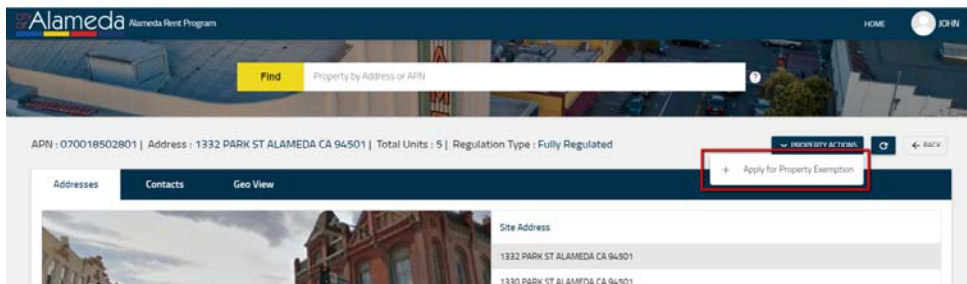 CITY OF Alameda Alameda Rent Program HOME JOHN
Find Property by Address or APN ?
APN : 070018502801 | Address : 1332 PARK ST ALAMEDA CA 94501 | Total Units : 5 | Regulation Type : Fully Regulated PROPERTY ACTIONS BACK
+ Apply for Property Exemption
Addresses Contacts Geo View
Site Address
1332 PARK ST ALAMEDA CA 94501
1330 PARK ST ALAMEDA CA 94501